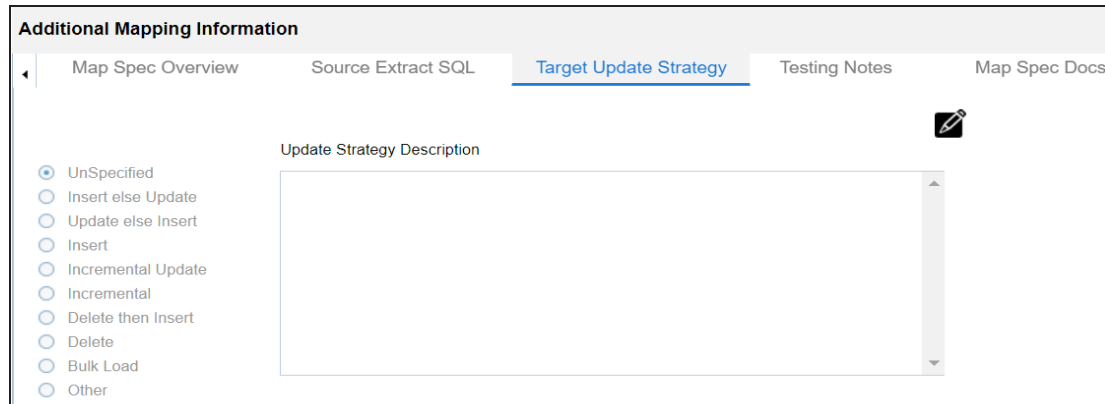 Additional Mapping Information
Map Spec Overview Source Extract SQL Target Update Strategy Testing Notes Map Spec Docs
Update Strategy Description
UnSpecified
Insert else Update
Update else Insert
Insert
Incremental Update
Incremental
Delete then Insert
Delete
Bulk Load
Other